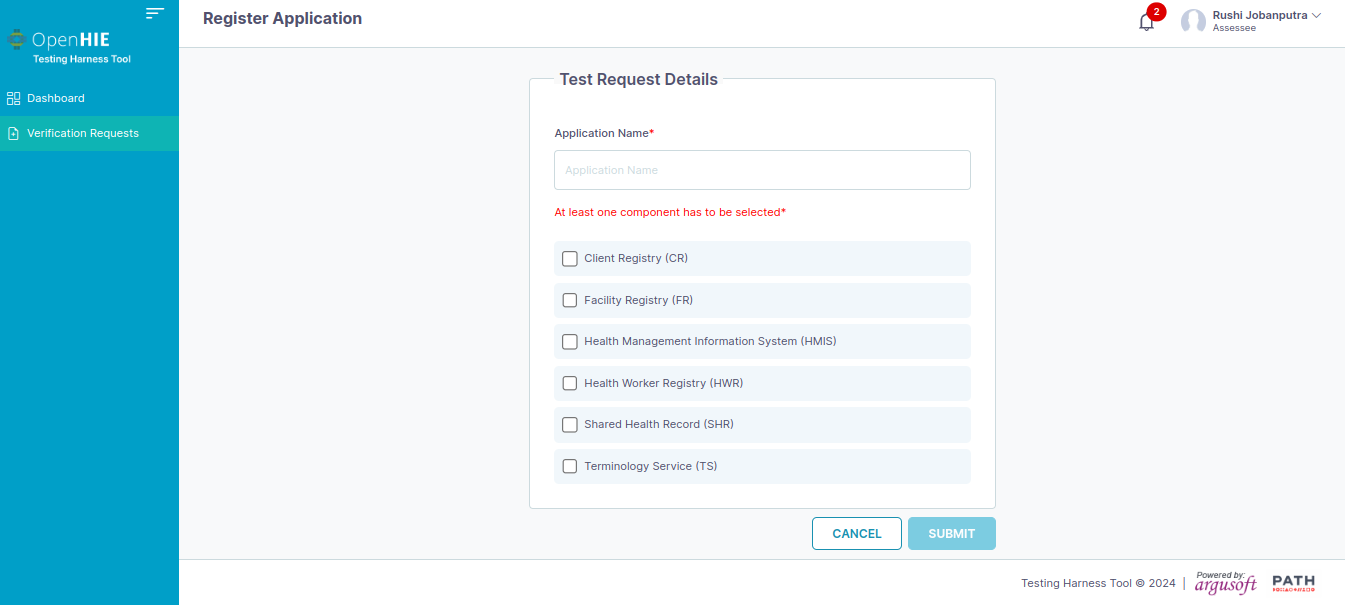 Register Application
2
Rushi Jobanputra
Assessee
OpenHIE
Testing Harness Tool
Dashboard
Verification Requests
Test Request Details
Application Name*
Application Name
At least one component has to be selected*
Client Registry (CR)
Facility Registry (FR)
Health Management Information System (HMIS)
Health Worker Registry (HWR)
Shared Health Record (SHR)
Terminology Service (TS)
CANCEL
SUBMIT
Testing Harness Tool © 2024 |
Powered by:
argusoft
PATH